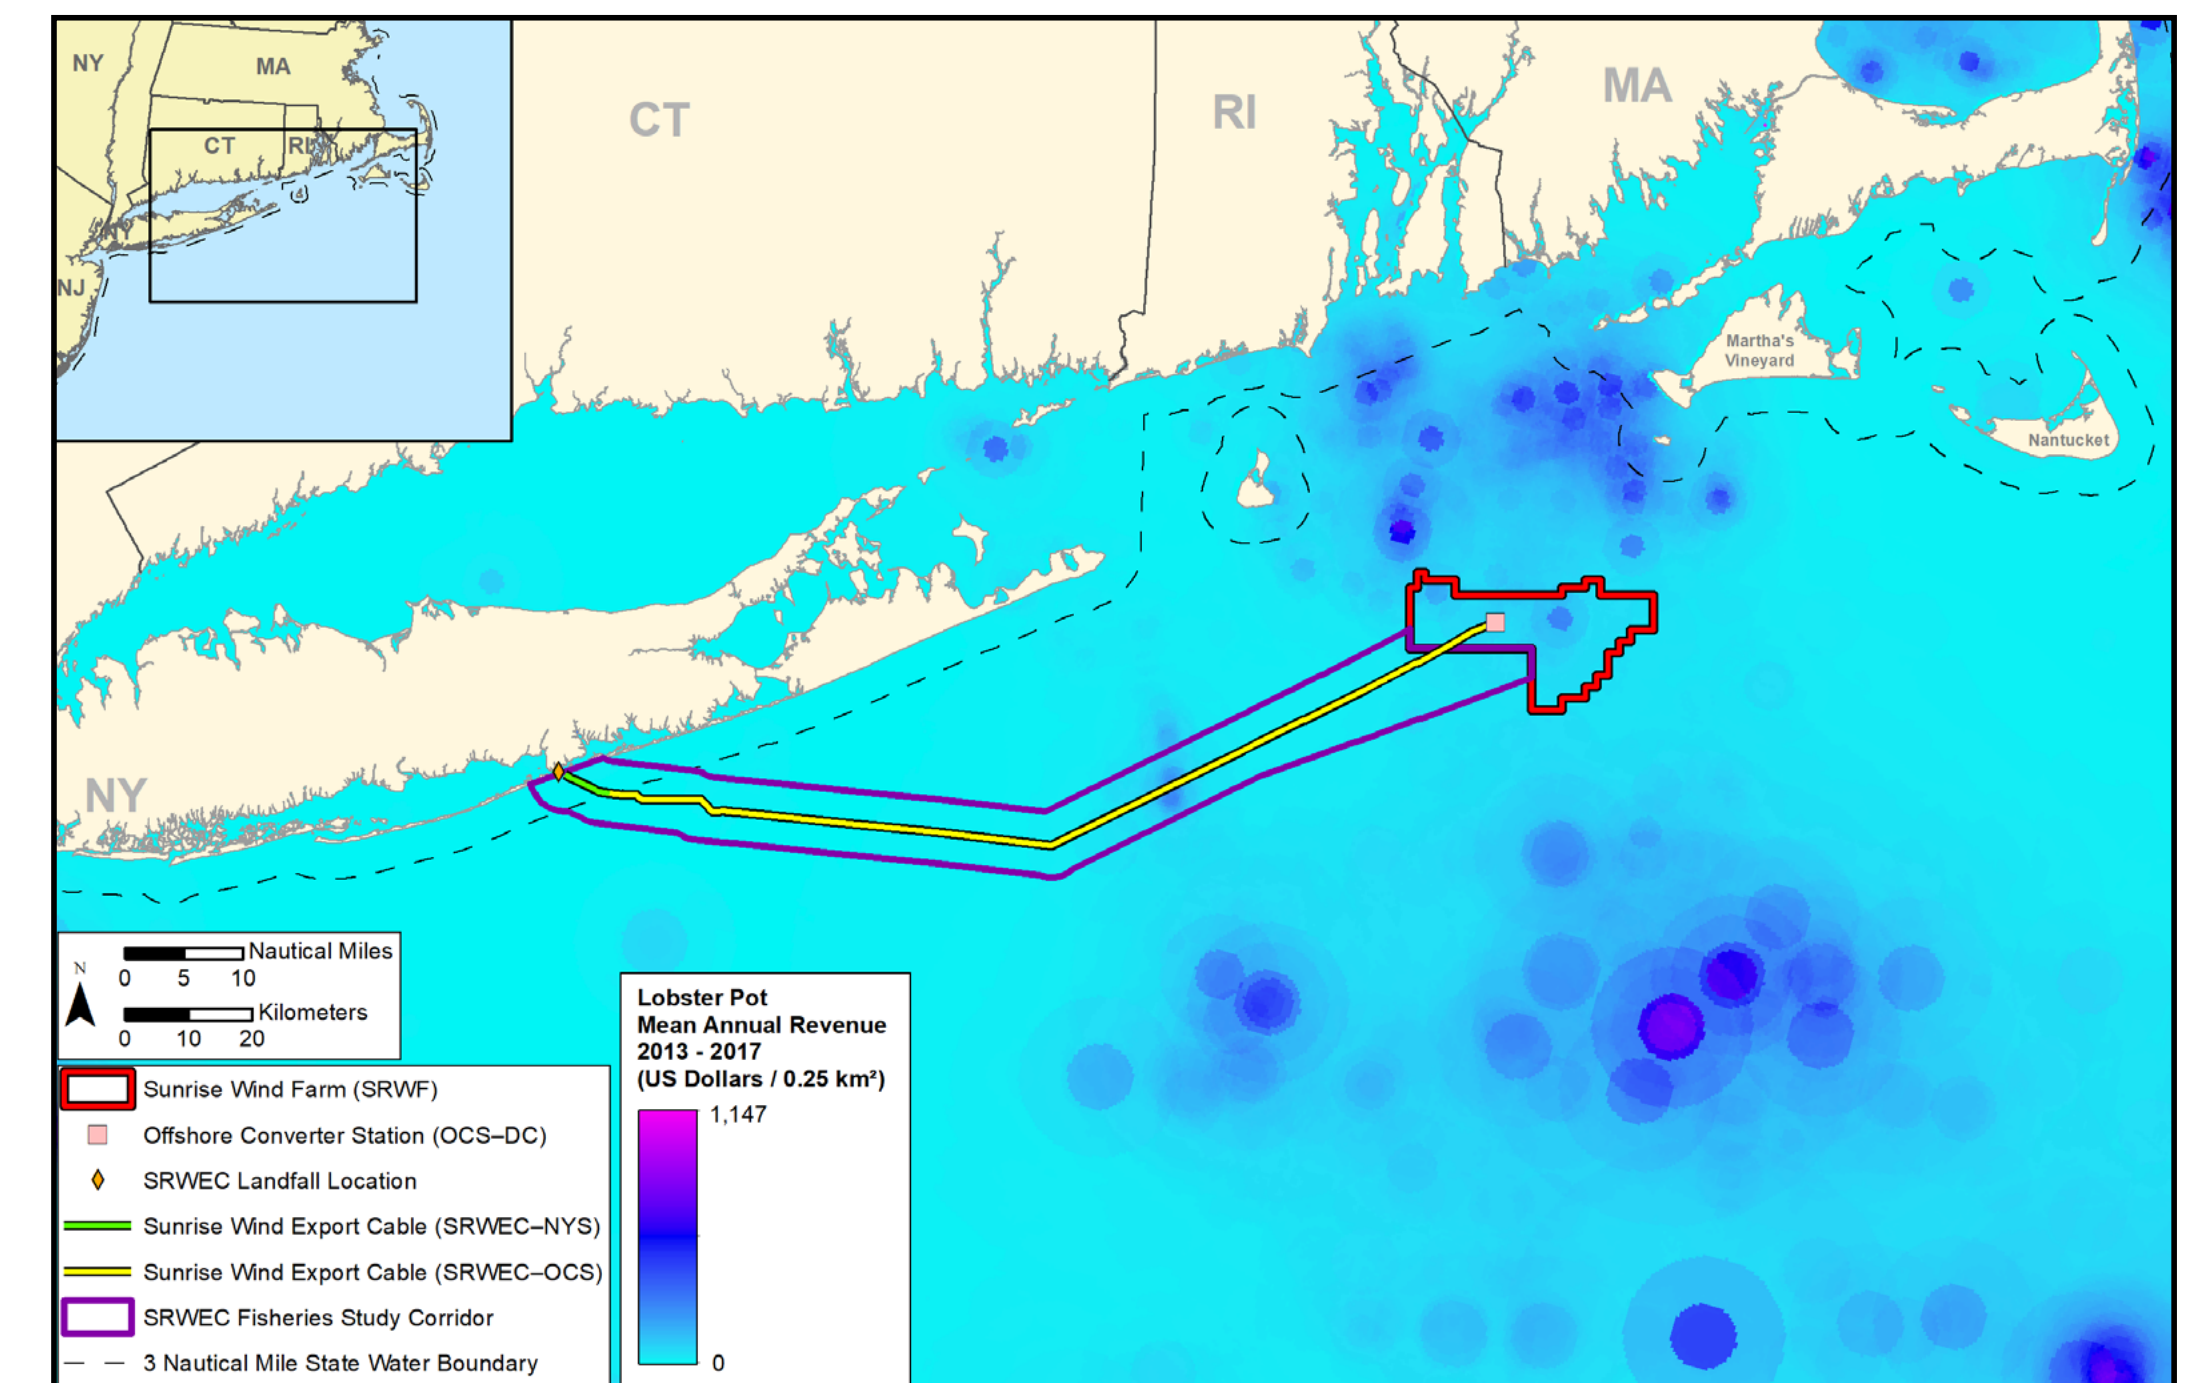 NY
MA
CT
RI
NY
NJ
CT
RI
MA
Martha's
Vineyard
Nantucket
NY
N
Nautical Miles
0 5 10
Kilometers
0 10 20
Sunrise Wind Farm (SRWF)
Offshore Converter Station (OCS–DC)
SRWEC Landfall Location
Sunrise Wind Export Cable (SRWEC–NYS)
Sunrise Wind Export Cable (SRWEC–OCS)
SRWEC Fisheries Study Corridor
3 Nautical Mile State Water Boundary
Lobster Pot
Mean Annual Revenue
2013 - 2017
(US Dollars / 0.25 km²)
1,147
0